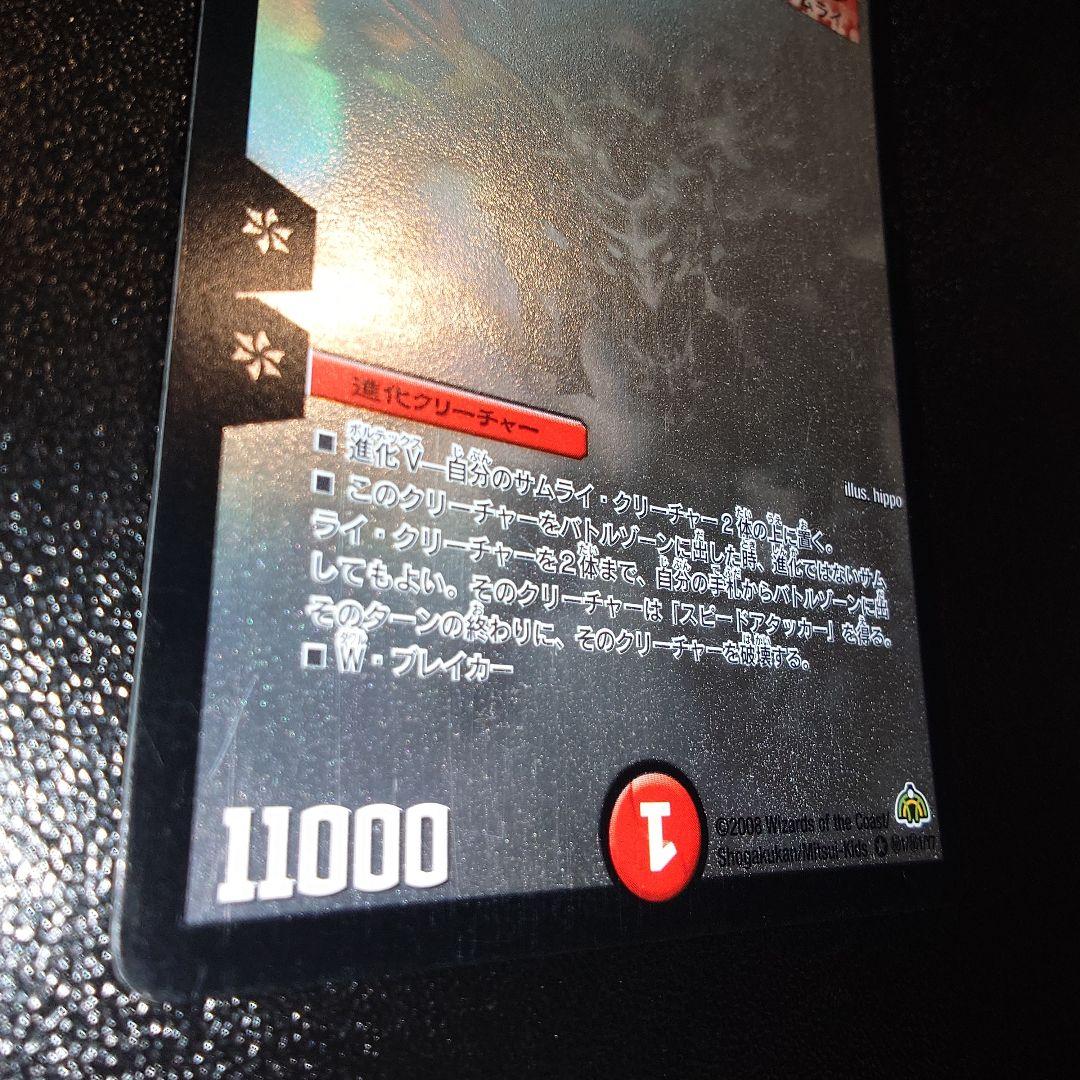 ムライ
進化クリーチャー
■ 進化V―自分のサムライ・クリーチャー2体の上に置く。
■ このクリーチャーをバトルゾーンに出した時、進化ではないサム
ライ・クリーチャーを2体まで、自分の手札からバトルゾーンに出
してもよい。そのクリーチャーは「スピードアタッカー」を得る。
そのターンの終わりに、そのクリーチャーを破壊する。
■ W・ブレイカー
illus. hippo
11000
1
©2008 Wizards of the Coast/
Shogakukan/Mitsui-Kids